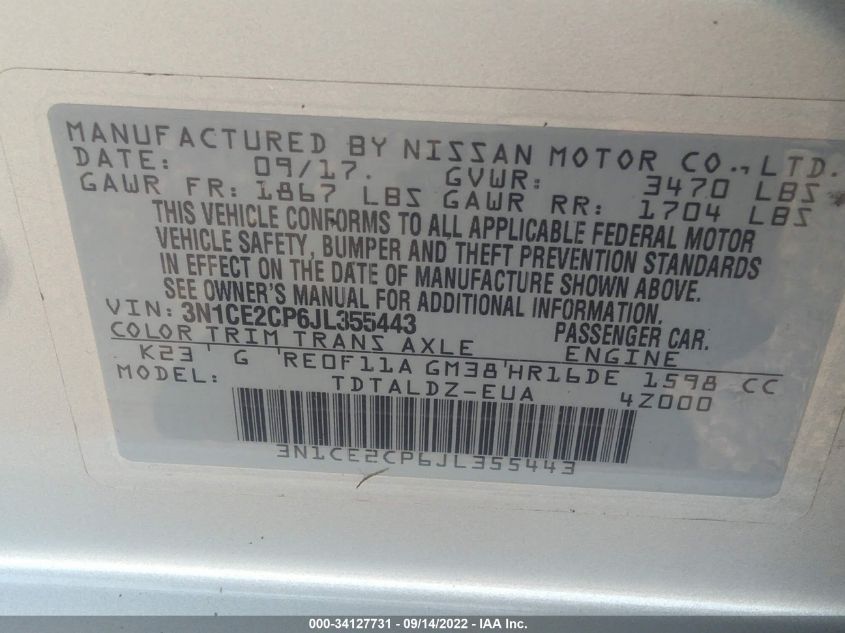 MANUFACTURED BY NISSAN MOTOR CO., LTD.
DATE: 09/17. GVWR: 3470 LBS
GAWR FR: 1867 LBS GAWR RR: 1704 LBS
THIS VEHICLE CONFORMS TO ALL APPLICABLE FEDERAL MOTOR
VEHICLE SAFETY, BUMPER AND THEFT PREVENTION STANDARDS
IN EFFECT ON THE DATE OF MANUFACTURE SHOWN ABOVE.
SEE OWNER'S MANUAL FOR ADDITIONAL INFORMATION.
VIN: 3N1CE2CP6JL355443 PASSENGER CAR.
COLOR TRIM TRANS AXLE ENGINE
K23 ' G 'RE0F11A GM38'HR16DE 1598 CC
MODEL: TDTALDZ-EUA 4Z000
3N1CE2CP6JL355443
000-34127731 - 09/14/2022 - IAA Inc.